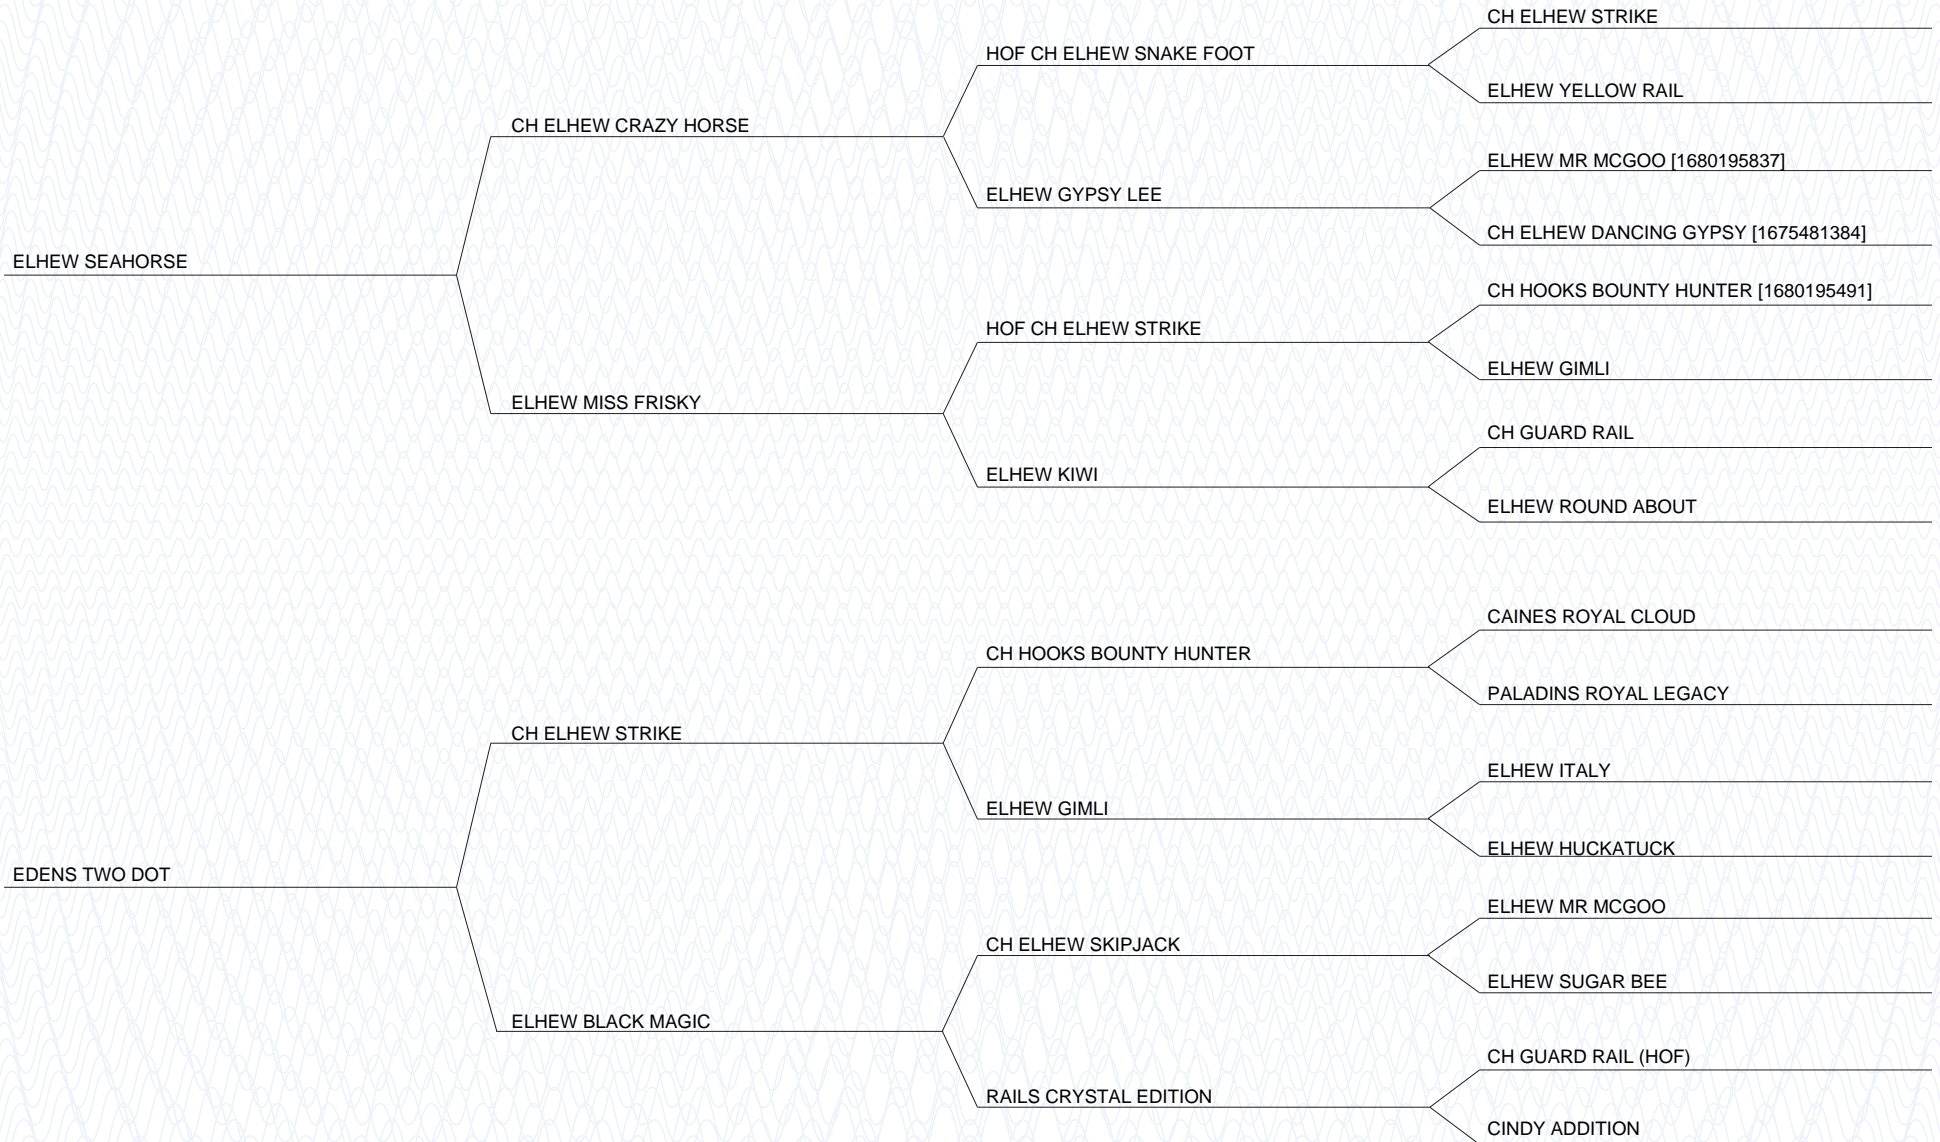 CH ELHEW STRIKE
HOF CH ELHEW SNAKE FOOT
ELHEW YELLOW RAIL
CH ELHEW CRAZY HORSE
ELHEW MR MCGOO [1680195837]
ELHEW GYPSY LEE
CH ELHEW DANCING GYPSY [1675481384]
ELHEW SEAHORSE
CH HOOKS BOUNTY HUNTER [1680195491]
HOF CH ELHEW STRIKE
ELHEW GIMLI
ELHEW MISS FRISKY
CH GUARD RAIL
ELHEW KIWI
ELHEW ROUND ABOUT
CAINES ROYAL CLOUD
CH HOOKS BOUNTY HUNTER
PALADINS ROYAL LEGACY
CH ELHEW STRIKE
ELHEW ITALY
ELHEW GIMLI
ELHEW HUCKATUCK
EDENS TWO DOT
ELHEW MR MCGOO
CH ELHEW SKIPJACK
ELHEW SUGAR BEE
ELHEW BLACK MAGIC
CH GUARD RAIL (HOF)
RAILS CRYSTAL EDITION
CINDY ADDITION